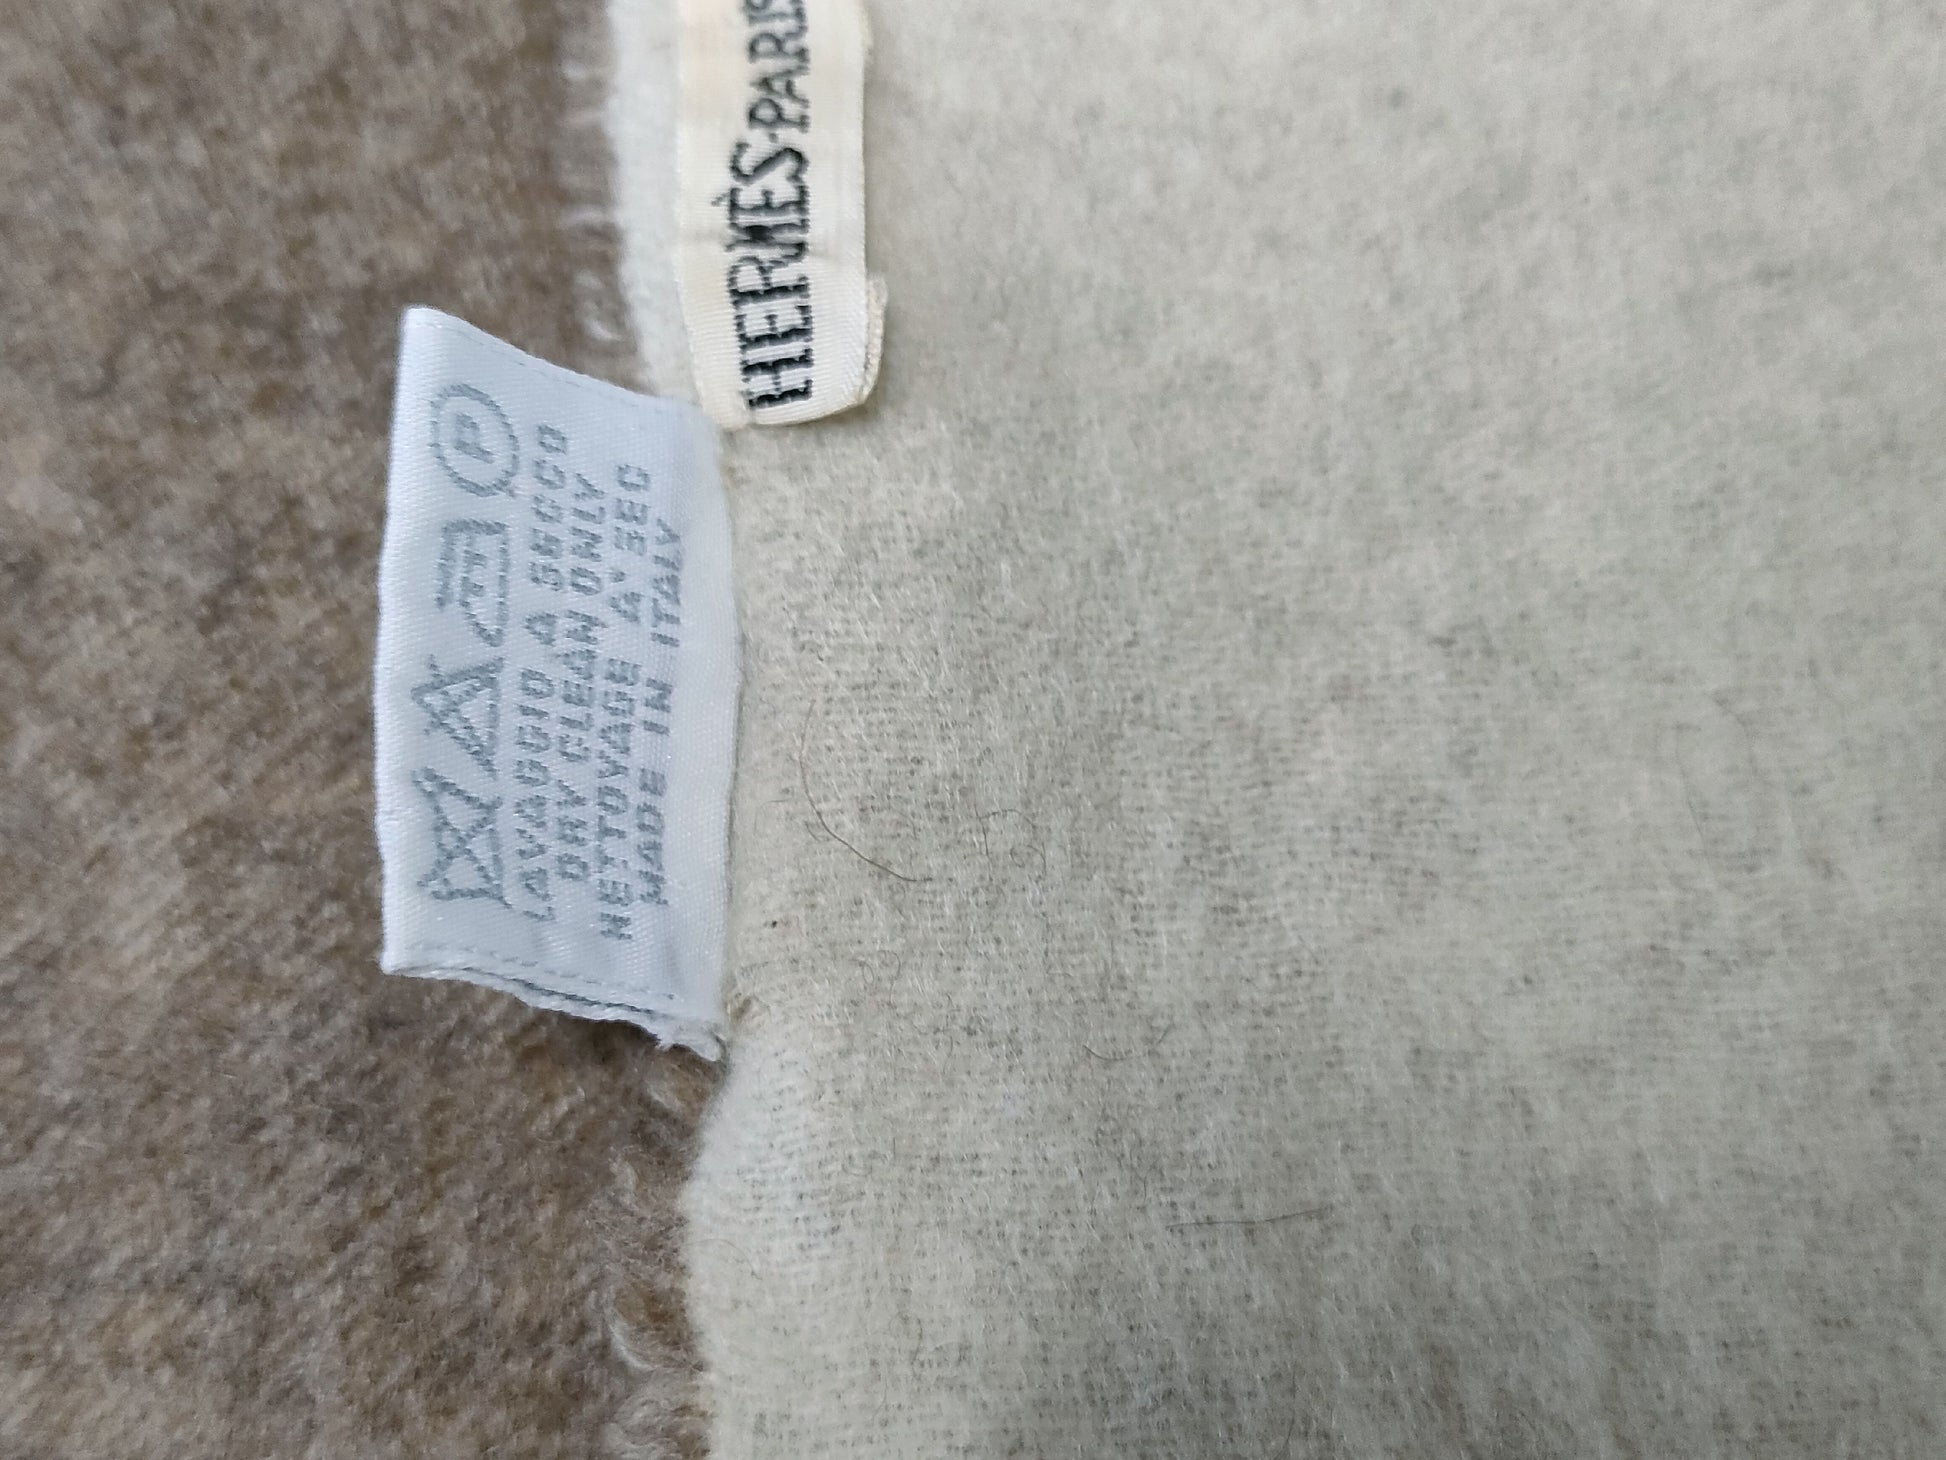 HERMÈS·PARIS
P
LAVAGGIO A SECCO
DRY CLEAN ONLY
NETTOYAGE A' SEC
MADE IN ITALY